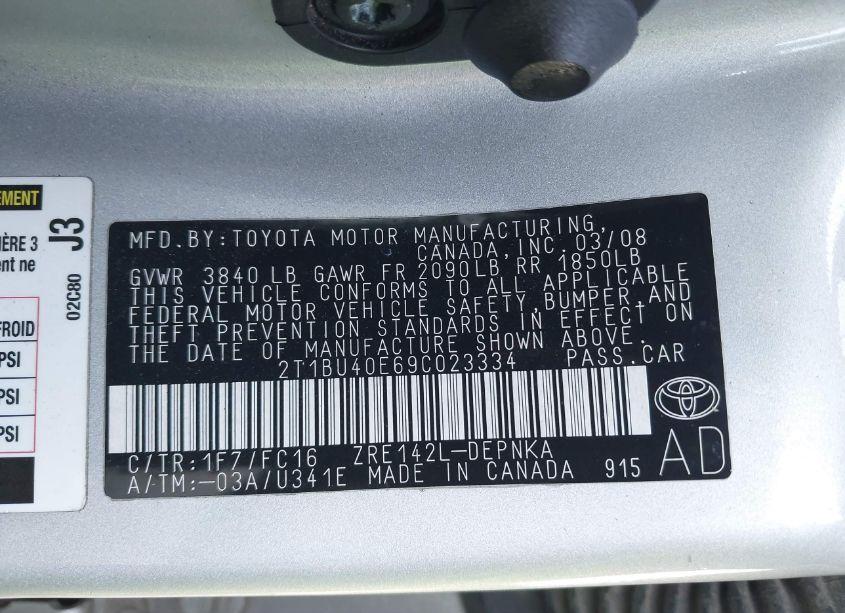 EMENT
IÈRE 3
ent ne
J3
02C80
FROID
PSI
PSI
PSI
MFD.BY:TOYOTA MOTOR MANUFACTURING,
CANADA,INC. 03/08
GVWR 3840 LB GAWR FR 2090LB, RR 1850LB
THIS VEHICLE CONFORMS TO ALL APPLICABLE
FEDERAL MOTOR VEHICLE SAFETY,BUMPER,AND
THEFT PREVENTION STANDARDS IN EFFECT ON
THE DATE OF MANUFACTURE SHOWN ABOVE.
2T1BU40E69C023334 PASS.CAR
C/TR:1F7/FC16 ZRE142L-DEPNKA
A/TM:-03A/U341E MADE IN CANADA 915
AD